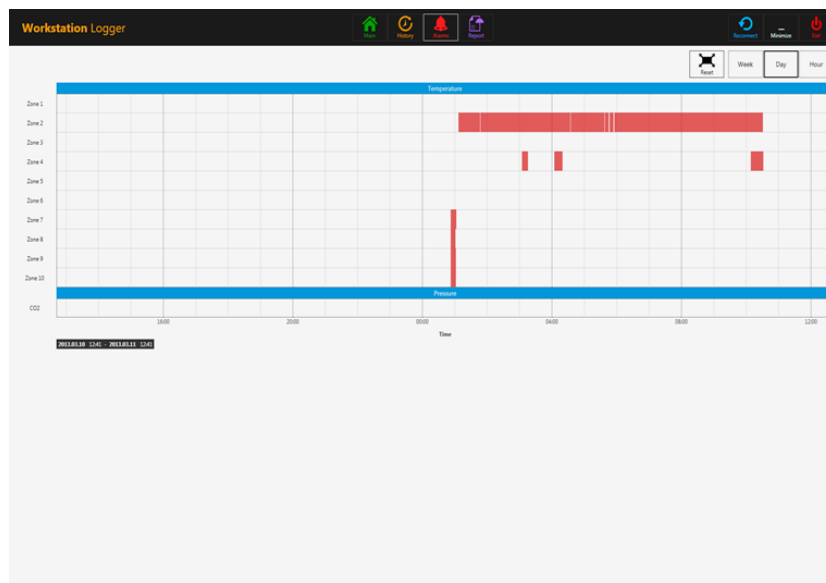 Workstation Logger
Main History Alarms Report Reconnect Minimize Exit
Reset Week Day Hour
Temperature
Zone 1
Zone 2
Zone 3
Zone 4
Zone 5
Zone 6
Zone 7
Zone 8
Zone 9
Zone 10
Pressure
CO2
16:00 20:00 00:00 04:00 08:00 12:00
Time
2013.03.10 12:41 - 2013.03.11 12:41